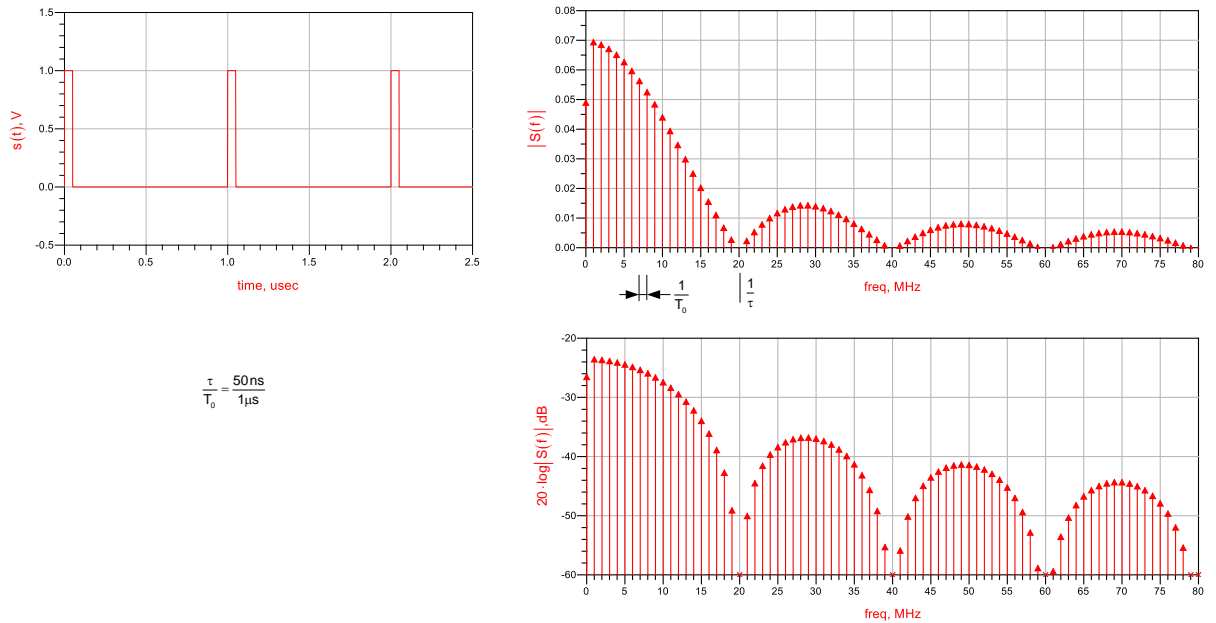 1.5
1.0
0.5
0.0
-0.5
s(t), V
0.0 0.5 1.0 1.5 2.0 2.5
time, usec
τ/T₀ = 50ns/1μs
0.08
0.07
0.06
0.05
0.04
0.03
0.02
0.01
0.00
|S(f)|
0 5 10 15 20 25 30 35 40 45 50 55 60 65 70 75 80
freq, MHz
1/T₀
1/τ
-20
-30
-40
-50
-60
20·log|S(f)|,dB
0 5 10 15 20 25 30 35 40 45 50 55 60 65 70 75 80
freq, MHz